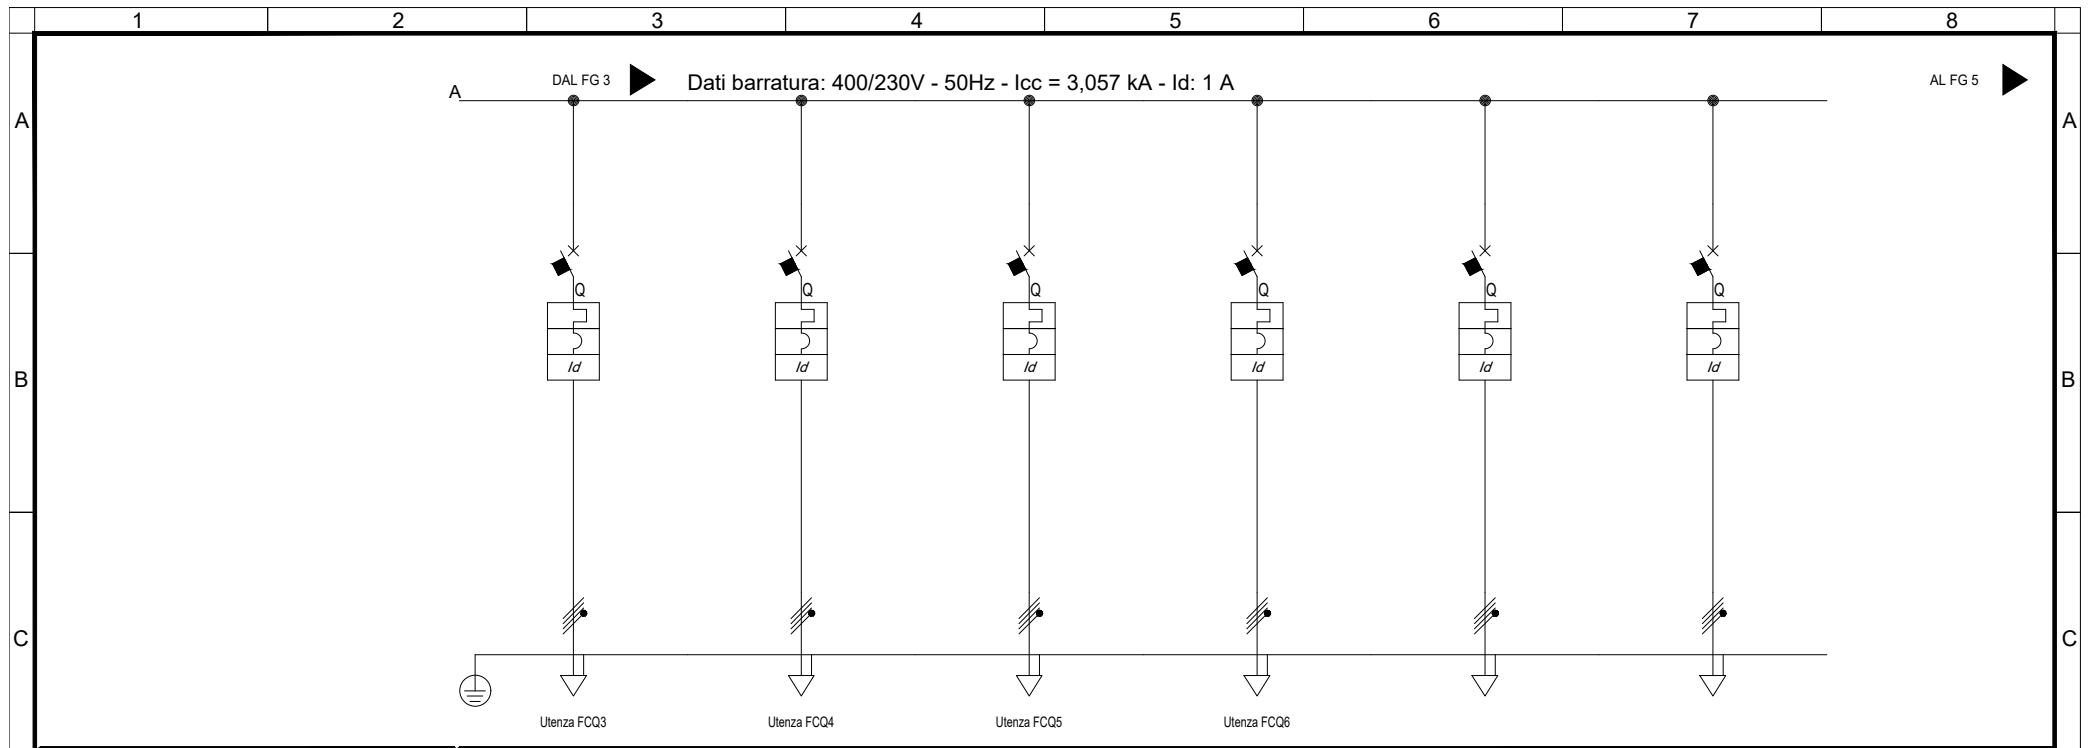 1 2 3 4 5 6 7 8
DAL FG 3 Dati barratura: 400/230V - 50Hz - Icc = 3,057 kA - Id: 1 A AL FG 5
A
A A
Q Q Q Q Q Q
Id Id Id Id Id Id
B B
C C
Utenza FCQ3 Utenza FCQ4 Utenza FCQ5 Utenza FCQ6